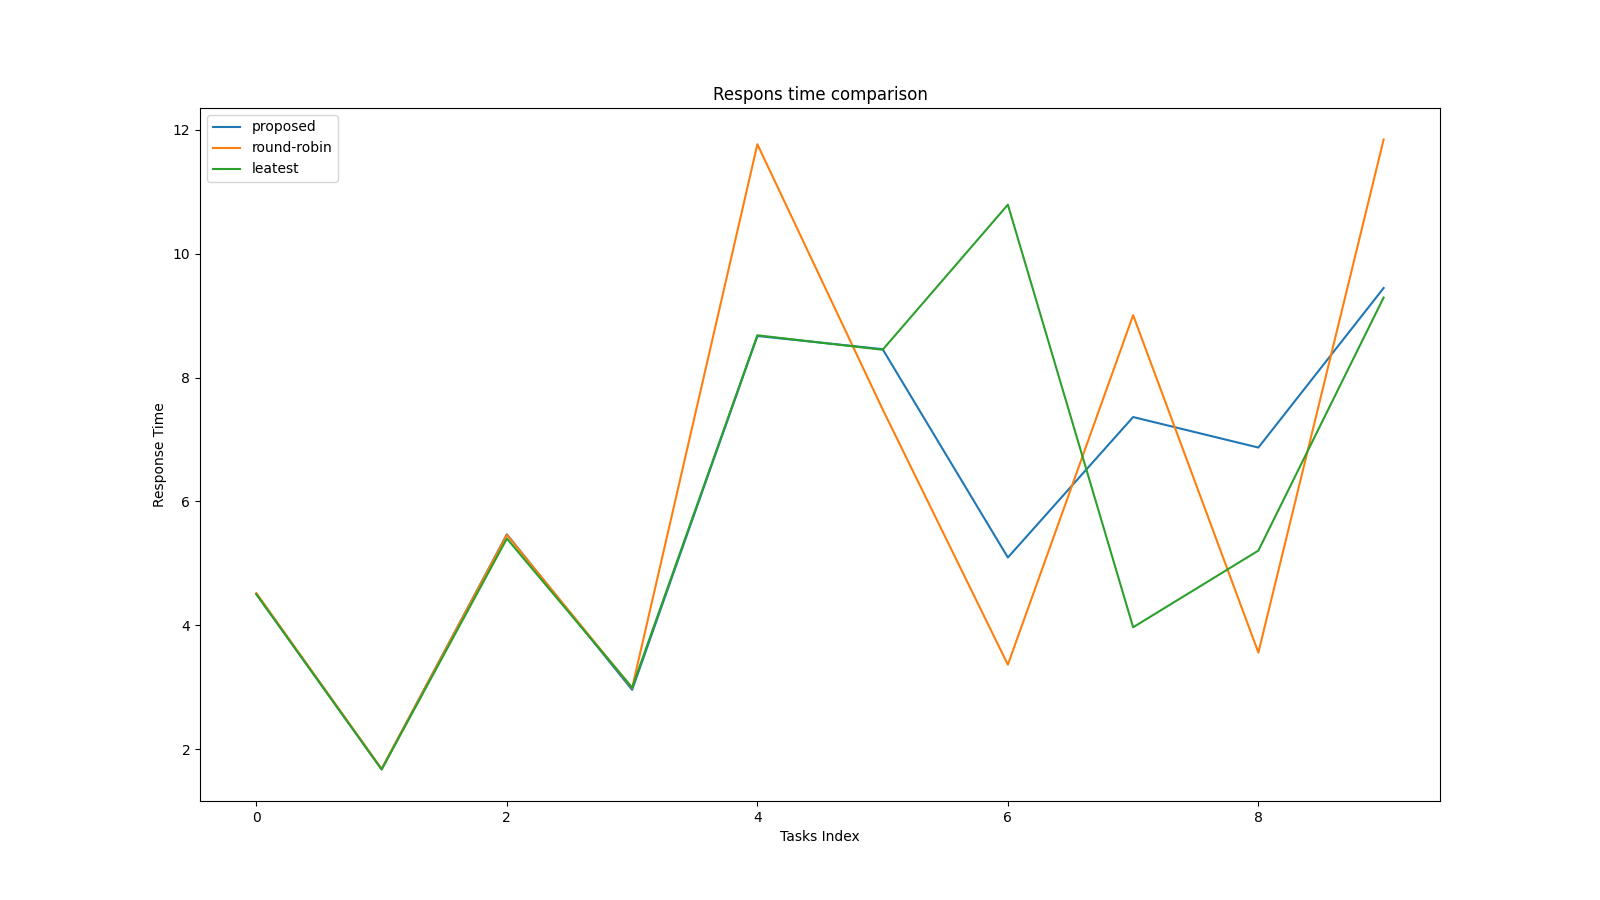 Respons time comparison
proposed
round-robin
leatest
12
10
8
6
4
2
Response Time
0 2 4 6 8
Tasks Index